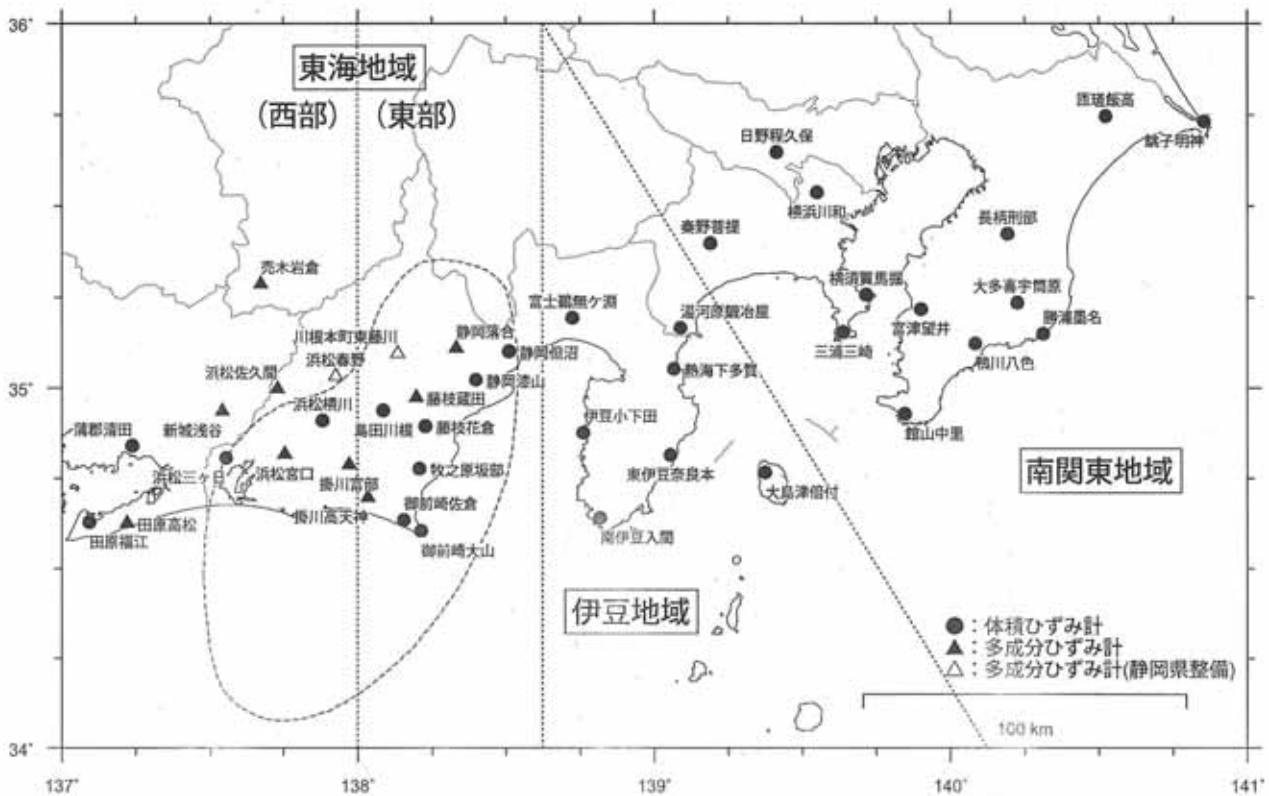 36°
東海地域
(西部)
(東部)
匝瑳飯高
銚子明神
日野程久保
横浜川和
長柄刑部
秦野菩提
売木岩倉
横須賀馬堀
大多喜宇筒原
富士鵜無ケ淵
湯河原鍛冶屋
勝浦墨名
川根本町東藤川
静岡落合
富津望井
三浦三崎
浜松春野
静岡但沼
鴨川八色
35°
浜松佐久間
静岡漆山
熱海下多賀
浜松横川
藤枝蔵田
蒲郡清田
新城浅谷
島田川根
藤枝花倉
伊豆小下田
館山中里
浜松三ヶ日
浜松宮口
掛川富部
牧之原坂部
東伊豆奈良本
大島津倍付
南関東地域
御前崎佐倉
掛川高天神
田原高松
田原福江
御前崎大山
南伊豆入間
伊豆地域
●：体積ひずみ計
▲：多成分ひずみ計
△：多成分ひずみ計(静岡県整備)
100 km
34°
137°
138°
139°
140°
141°